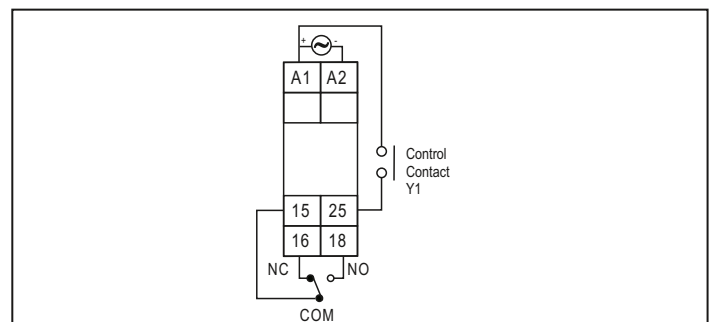 + -
A1 A2
Control
Contact
Y1
15 25
16 18
NC NO
COM